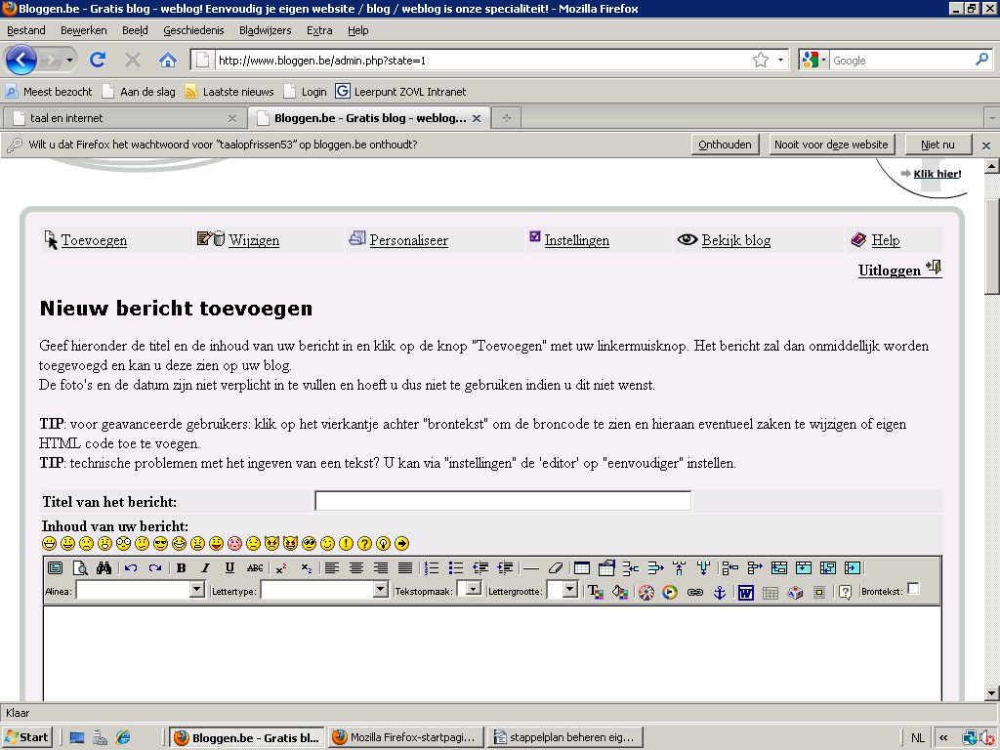 Bloggen.be - Gratis blog - weblog! Eenvoudig je eigen website / blog / weblog is onze specialiteit! - Mozilla Firefox
Bestand Bewerken Beeld Geschiedenis Bladwijzers Extra Help
http://www.bloggen.be/admin.php?state=1 Google
Meest bezocht Aan de slag Laatste nieuws Login G Leerpunt ZOVL Intranet
taal en internet Bloggen.be - Gratis blog - weblog...
Wilt u dat Firefox het wachtwoord voor "taalopfrissen53" op bloggen.be onthoudt? Onthouden Nooit voor deze website Niet nu
Klik hier!
Toevoegen Wijzigen Personaliseer Instellingen Bekijk blog Help
Uitloggen
Nieuw bericht toevoegen
Geef hieronder de titel en de inhoud van uw bericht in en klik op de knop "Toevoegen" met uw linkermuisknop. Het bericht zal dan onmiddellijk worden
toegevoegd en kan u deze zien op uw blog.
De foto's en de datum zijn niet verplicht in te vullen en hoeft u dus niet te gebruiken indien u dit niet wenst.
TIP: voor geavanceerde gebruikers: klik op het vierkantje achter "brontekst" om de broncode te zien en hieraan eventueel zaken te wijzigen of eigen
HTML code toe te voegen.
TIP: technische problemen met het ingeven van een tekst? U kan via "instellingen" de 'editor' op "eenvoudiger" instellen.
Titel van het bericht:
Inhoud van uw bericht:
B I U ABC x² x₂
Alinea: Lettertype: Tekstopmaak: Lettergrootte: Brontekst:
Klaar
Start Bloggen.be - Gratis bl... Mozilla Firefox-startpagi... stappelplan beheren eig... NL «